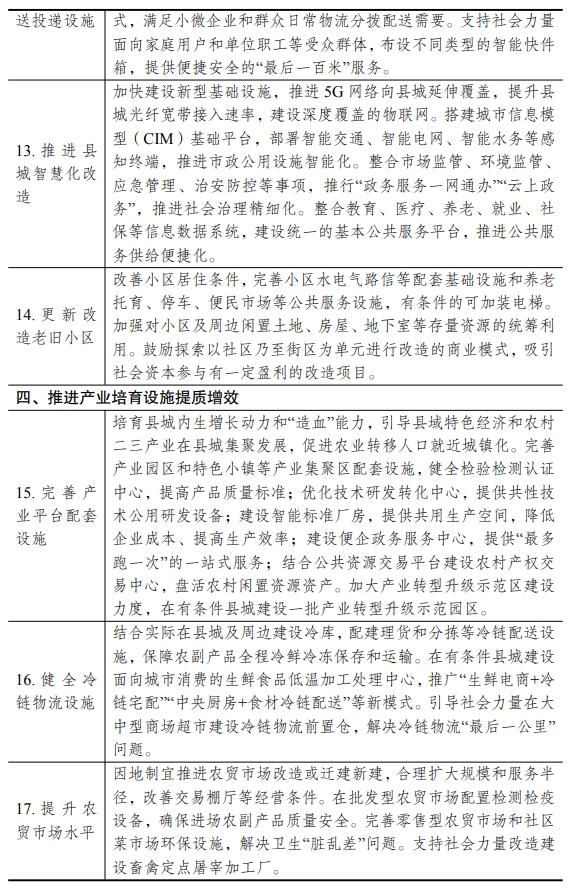 送投递设施
式，满足小微企业和群众日常物流分拨配送需要。支持社会力量
面向家庭用户和单位职工等受众群体，布设不同类型的智能快件
箱，提供便捷安全的“最后一百米”服务。
13. 推进县
城智慧化改
造
加快建设新型基础设施，推进 5G 网络向县城延伸覆盖，提升县
城光纤宽带接入速率，建设深度覆盖的物联网。搭建城市信息模
型（CIM）基础平台，部署智能交通、智能电网、智能水务等感
知终端，推进市政公用设施智能化。整合市场监管、环境监管、
应急管理、治安防控等事项，推行“政务服务一网通办”“云上政
务”，推进社会治理精细化。整合教育、医疗、养老、就业、社
保等信息数据系统，建设统一的基本公共服务平台，推进公共服
务供给便捷化。
14. 更新改
造老旧小区
改善小区居住条件，完善小区水电气路信等配套基础设施和养老
托育、停车、便民市场等公共服务设施，有条件的可加装电梯。
加强对小区及周边闲置土地、房屋、地下室等存量资源的统筹利
用。鼓励探索以社区乃至街区为单元进行改造的商业模式，吸引
社会资本参与有一定盈利的改造项目。
四、推进产业培育设施提质增效
15. 完善产
业平台配套
设施
培育县城内生增长动力和“造血”能力，引导县域特色经济和农村
二三产业在县城集聚发展，促进农业转移人口就近城镇化。完善
产业园区和特色小镇等产业集聚区配套设施，健全检验检测认证
中心，提高产品质量标准；优化技术研发转化中心，提供共性技
术公用研发设备；建设智能标准厂房，提供共用生产空间，降低
企业成本、提高生产效率；建设便企政务服务中心，提供“最多
跑一次”的一站式服务；结合公共资源交易平台建设农村产权交
易中心，盘活农村闲置资源资产。加大产业转型升级示范区建设
力度，在有条件县城建设一批产业转型升级示范园区。
16. 健全冷
链物流设施
结合实际在县城及周边建设冷库，配建理货和分拣等冷链配送设
施，保障农副产品全程冷鲜冷冻保存和运输。在有条件县城建设
面向城市消费的生鲜食品低温加工处理中心，推广“生鲜电商+冷
链宅配”“中央厨房+食材冷链配送”等新模式。引导社会力量在大
中型商场超市建设冷链物流前置仓，解决冷链物流“最后一公里”
问题。
17. 提升农
贸市场水平
因地制宜推进农贸市场改造或迁建新建，合理扩大规模和服务半
径，改善交易棚厅等经营条件。在批发型农贸市场配置检测检疫
设备，确保进场农副产品质量安全。完善零售型农贸市场和社区
菜市场环保设施，解决卫生“脏乱差”问题。支持社会力量改造建
设畜禽定点屠宰加工厂。